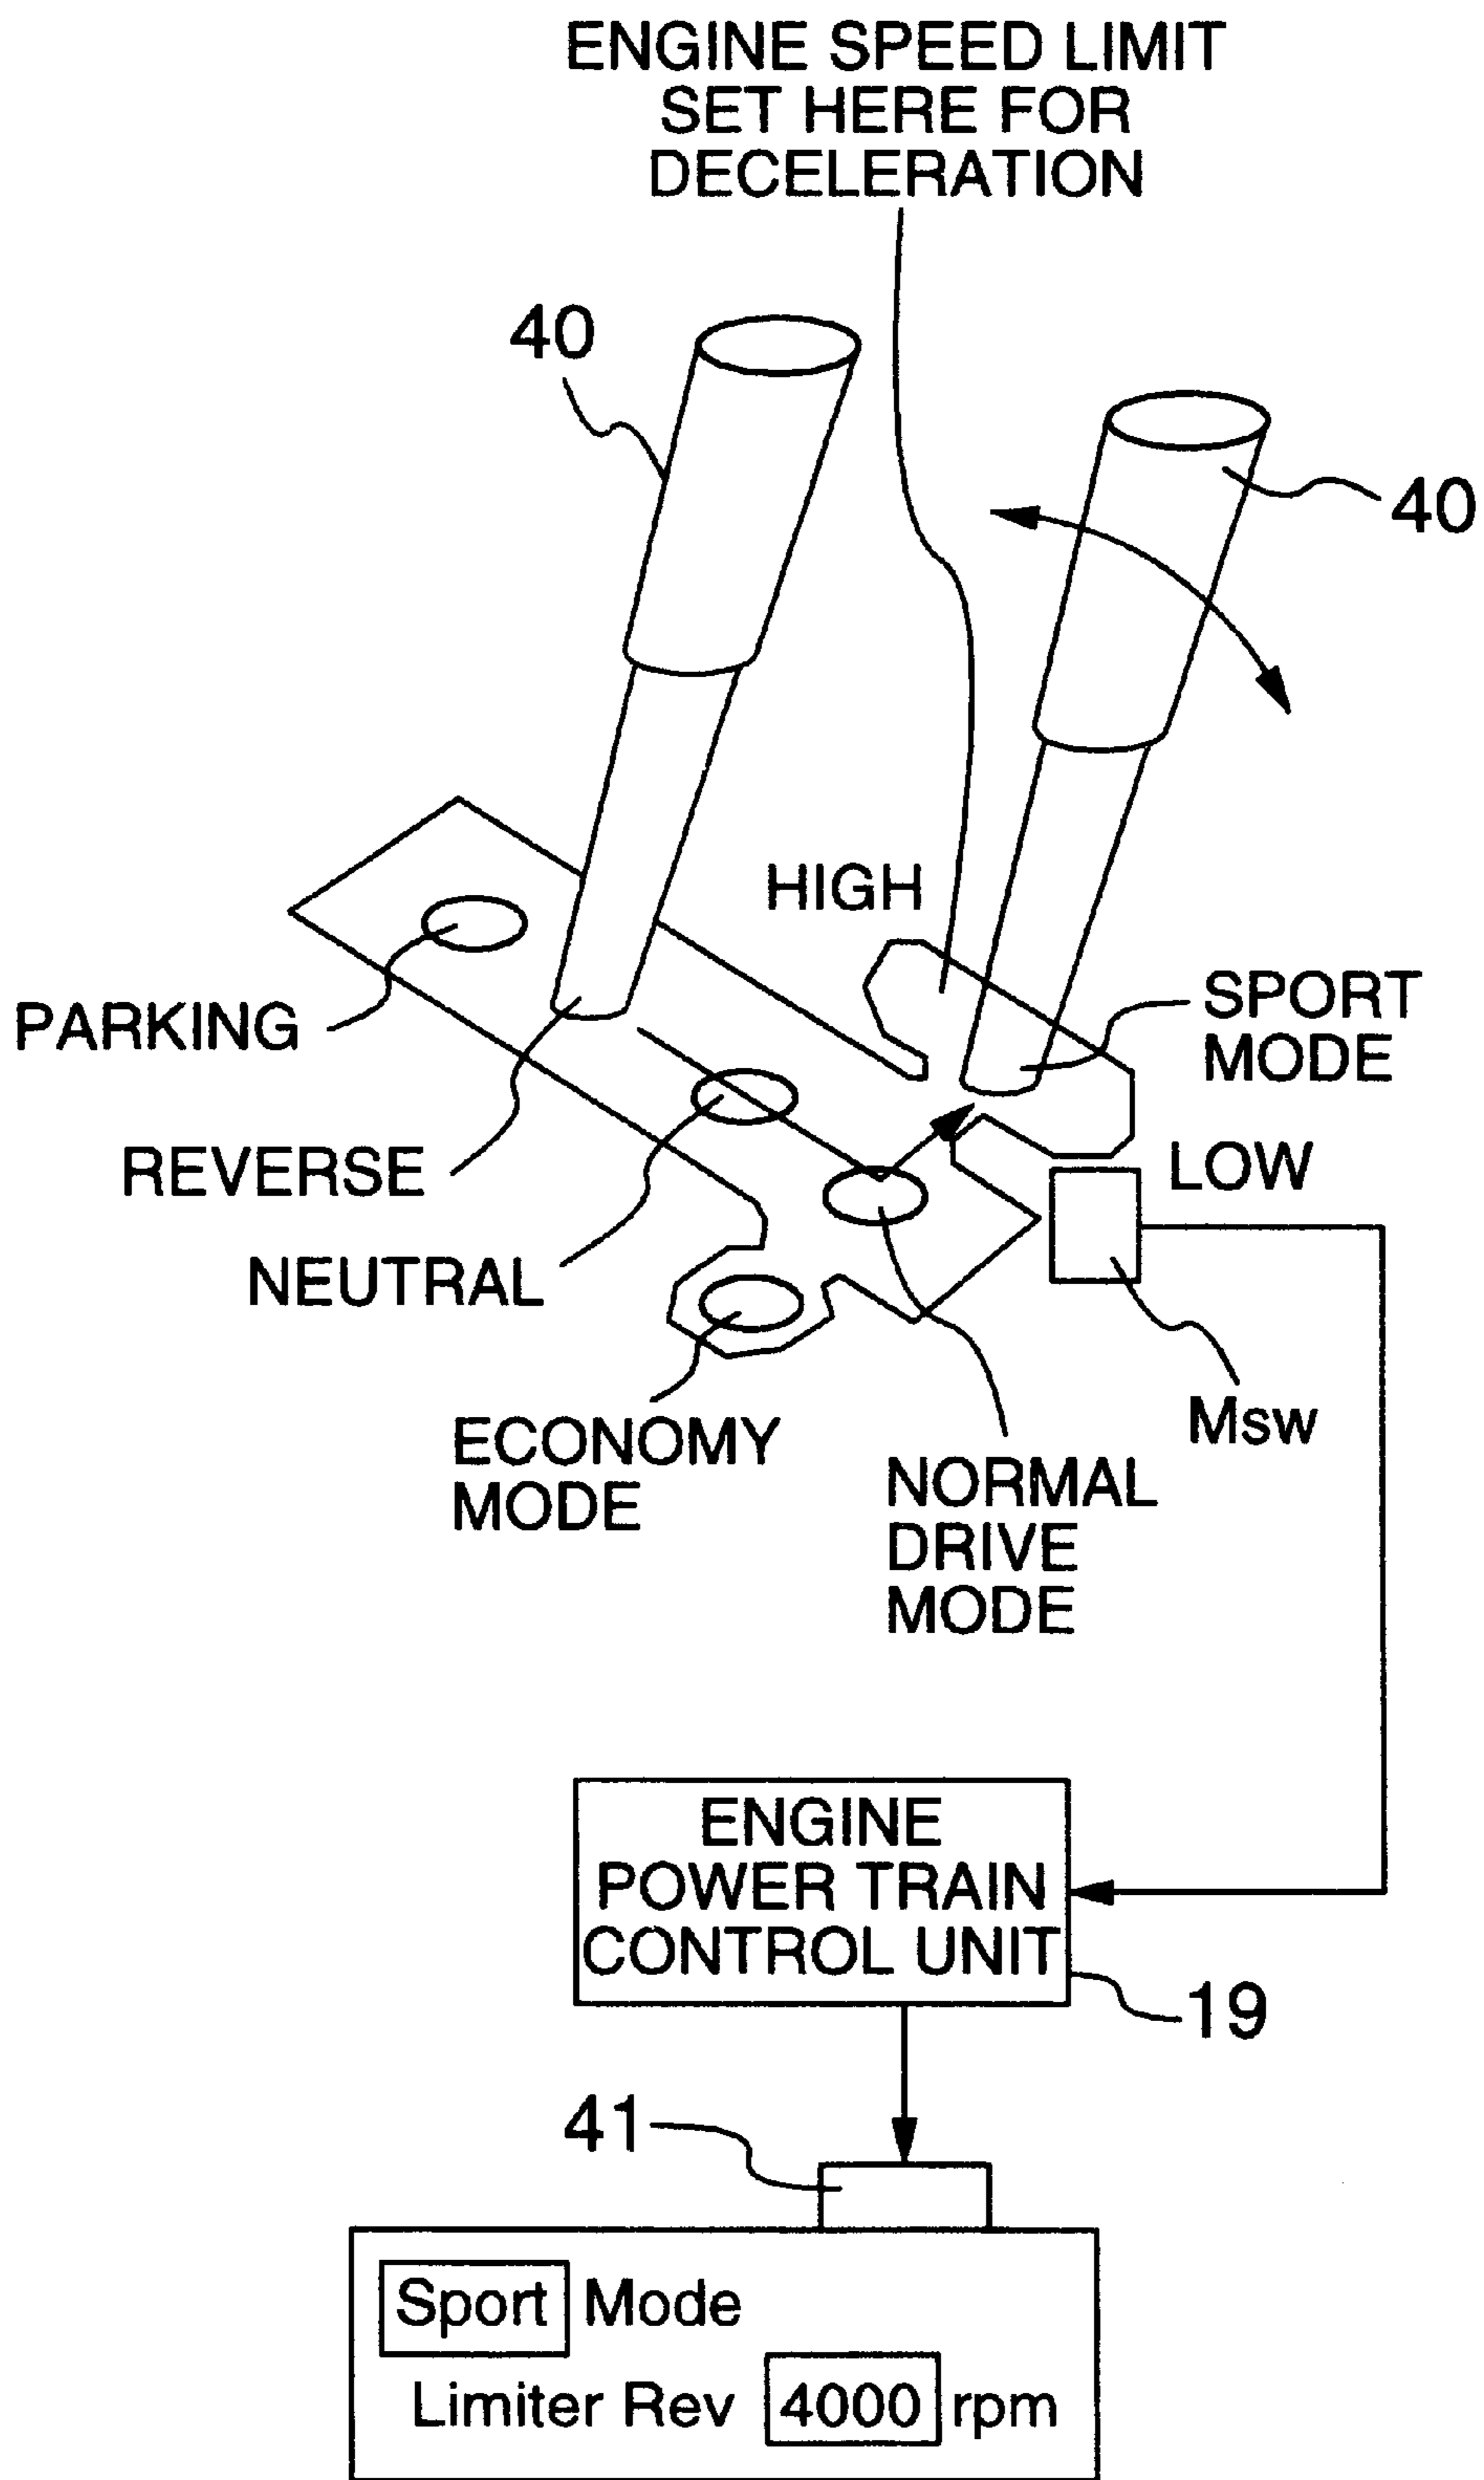 ENGINE SPEED LIMIT
SET HERE FOR
DECELERATION
40
40
HIGH
PARKING
SPORT
MODE
REVERSE
LOW
NEUTRAL
Msw
ECONOMY
MODE
NORMAL
DRIVE
MODE
ENGINE
POWER TRAIN
CONTROL UNIT
19
41
Sport Mode
Limiter Rev 4000 rpm